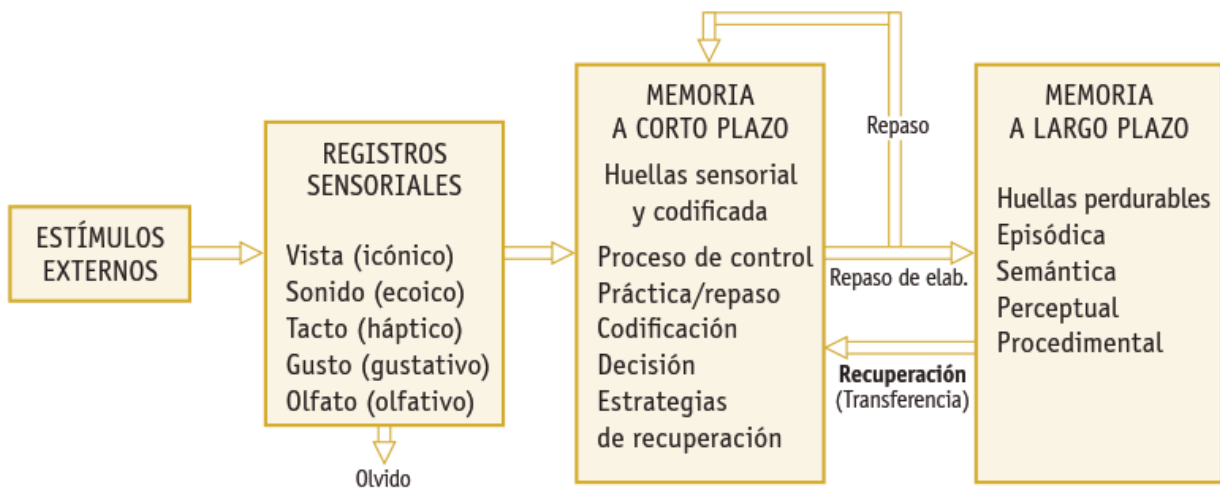 ESTÍMULOS
EXTERNOS
REGISTROS
SENSORIALES
Vista (icónico)
Sonido (ecoico)
Tacto (háptico)
Gusto (gustativo)
Olfato (olfativo)
Olvido
MEMORIA
A CORTO PLAZO
Huellas sensorial
y codificada
Proceso de control
Práctica/repaso
Codificación
Decisión
Estrategias
de recuperación
Repaso
Repaso de elab.
Recuperación
(Transferencia)
MEMORIA
A LARGO PLAZO
Huellas perdurables
Episódica
Semántica
Perceptual
Procedimental